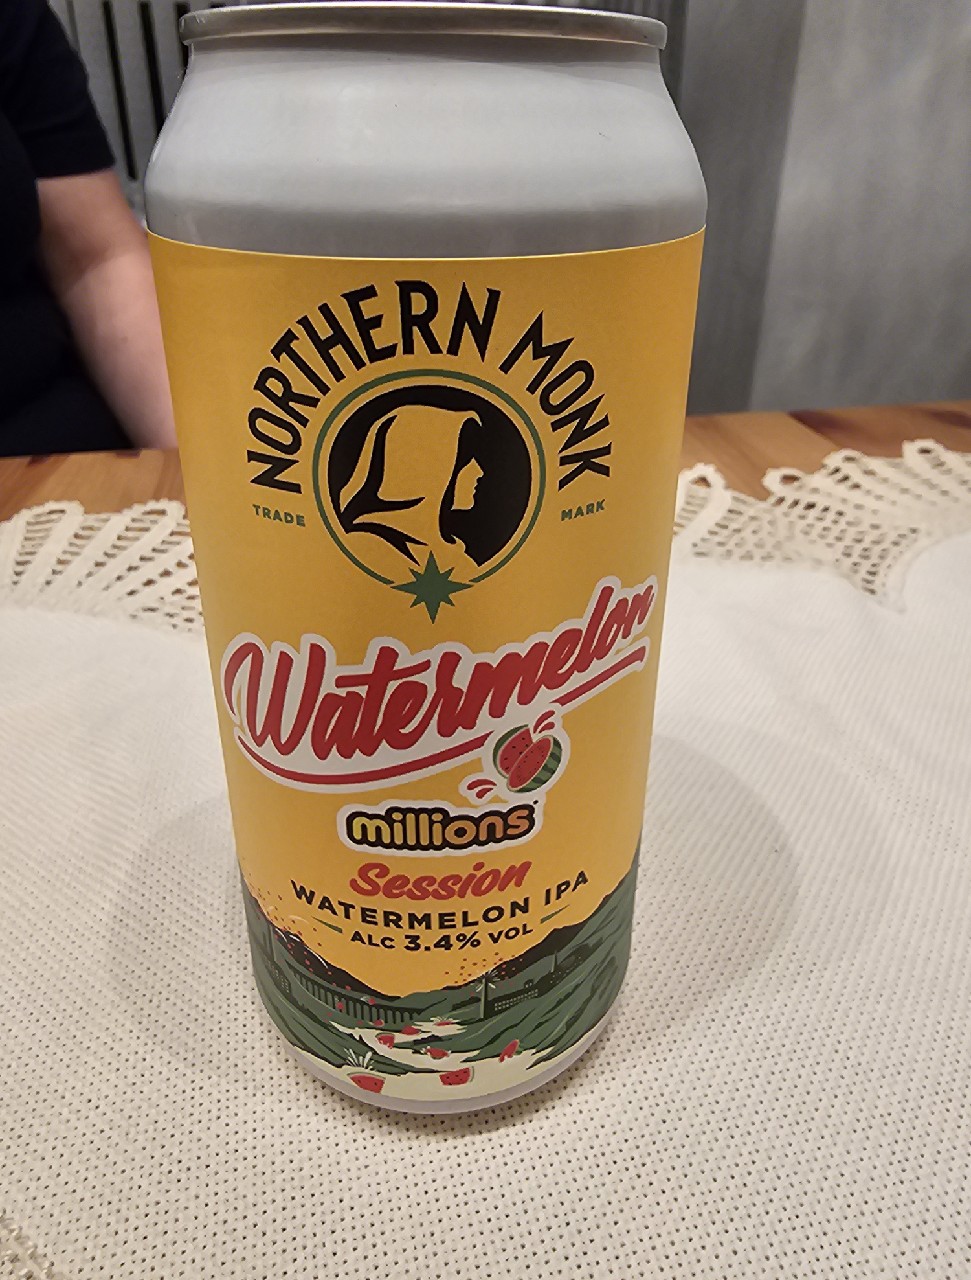 NORTHERN MONK
TRADE MARK
Watermelon
millions
Session
WATERMELON IPA
ALC 3.4% VOL